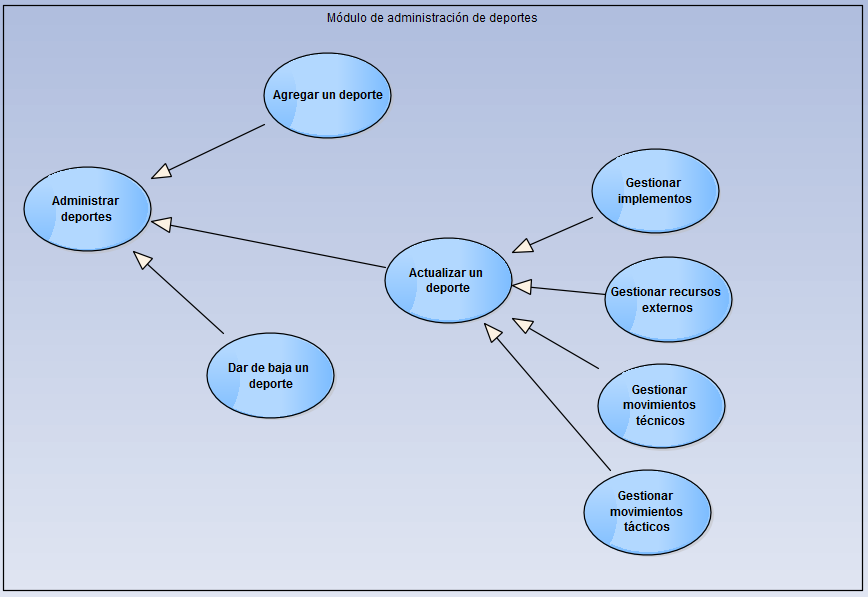 Módulo de administración de deportes
Agregar un deporte
Administrar
deportes
Gestionar
implementos
Actualizar un
deporte
Gestionar recursos
externos
Dar de baja un
deporte
Gestionar
movimientos
técnicos
Gestionar
movimientos
tácticos